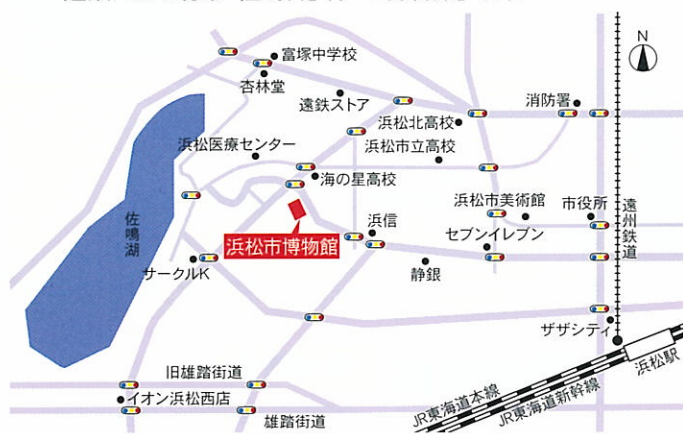 富塚中学校
N
杏林堂
遠鉄ストア
消防署
浜松北高校
浜松医療センター
浜松市立高校
海の星高校
浜松市美術館
市役所
佐鳴湖
浜松市博物館
浜信
セブンイレブン
遠州鉄道
サークルK
静銀
ザザシティ
浜松駅
旧雄踏街道
イオン浜松西店
雄踏街道
JR東海道本線
JR東海道新幹線